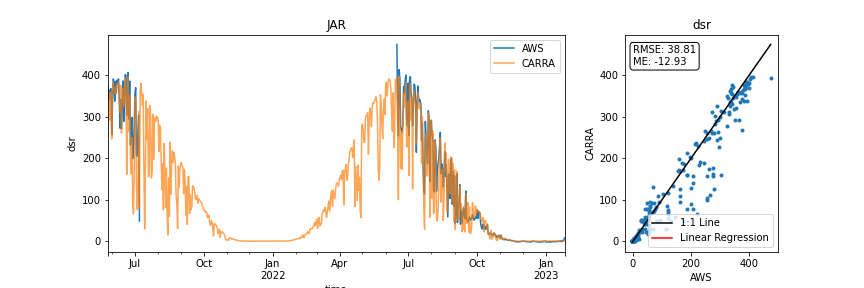 JAR
dsr
AWS
CARRA
400
300
200
100
0
dsr
Jul
Oct
Jan
2022
Apr
Jul
Oct
Jan
2023
time
RMSE: 38.81
ME: -12.93
400
300
200
100
0
CARRA
1:1 Line
Linear Regression
0
200
400
AWS